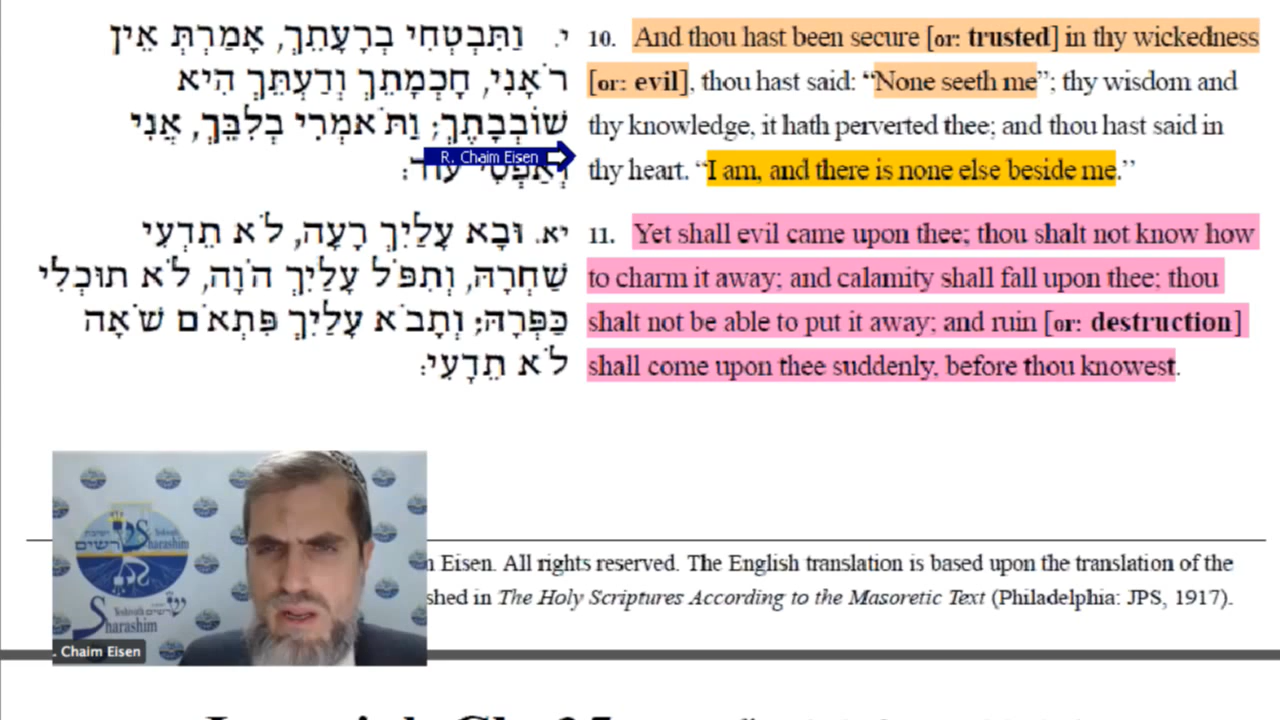 י. וַתִּבְטְחִי בְרָעָתֵךְ, אָמַרְתְּ אֵין
רֹאָנִי, חָכְמָתֵךְ וְדַעְתֵּךְ הִיא
שׁוֹבְבָתֶךְ; וַתֹּאמְרִי בְלִבֵּךְ, אֲנִי
וְאַפְסִי עוֹד:
R. Chaim Eisen
10. And thou hast been secure [or: trusted] in thy wickedness
[or: evil], thou hast said: “None seeth me”; thy wisdom and
thy knowledge, it hath perverted thee; and thou hast said in
thy heart. “I am, and there is none else beside me.”
יא. וּבָא עָלַיִךְ רָעָה, לֹא תֵדְעִי
שַׁחְרָהּ, וְתִפֹּל עָלַיִךְ הֹוָה, לֹא תוּכְלִי
כַּפְּרָהּ; וְתָבֹא עָלַיִךְ פִּתְאֹם שֹׁאָה
לֹא תֵדָעִי:
11. Yet shall evil came upon thee; thou shalt not know how
to charm it away; and calamity shall fall upon thee; thou
shalt not be able to put it away; and ruin [or: destruction]
shall come upon thee suddenly, before thou knowest.
Eisen. All rights reserved. The English translation is based upon the translation of the
The Holy Scriptures According to the Masoretic Text (Philadelphia: JPS, 1917).
ישיבת
שרשים
Yeshivath
Sharashim
Yeshivath
Sharashim
Chaim Eisen